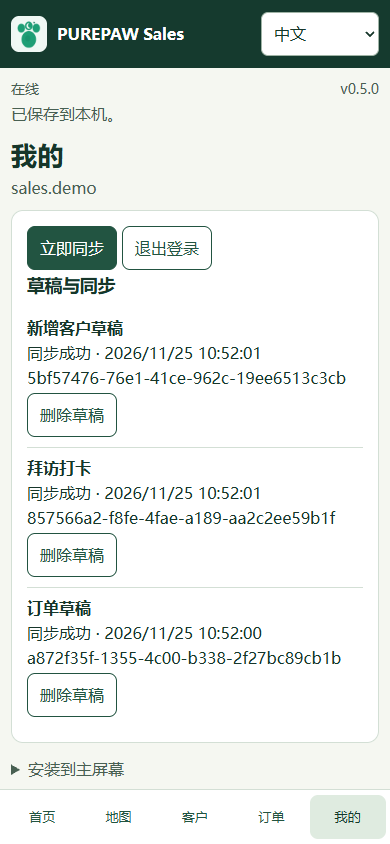 PUREPAW Sales
中文
在线
v0.5.0
已保存到本机。
我的
sales.demo
立即同步
退出登录
草稿与同步
新增客户草稿
同步成功 · 2026/11/25 10:52:01
5bf57476-76e1-41ce-962c-19ee6513c3cb
删除草稿
拜访打卡
同步成功 · 2026/11/25 10:52:01
857566a2-f8fe-4fae-a189-aa2c2ee59b1f
删除草稿
订单草稿
同步成功 · 2026/11/25 10:52:00
a872f35f-1355-4c00-b338-2f27bc89cb1b
删除草稿
安装到主屏幕
首页
地图
客户
订单
我的